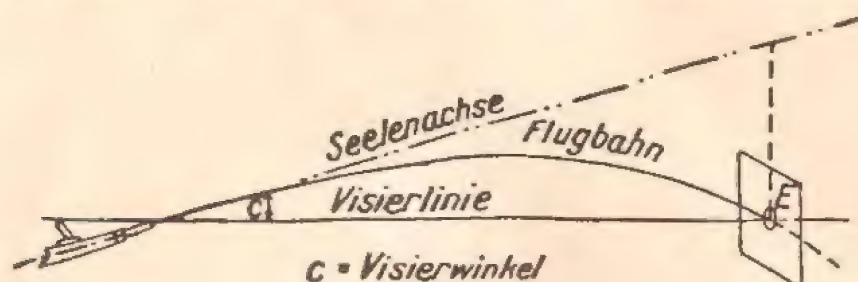 Seelenachse
Flugbahn
Visierlinie
c
E
c = Visierwinkel